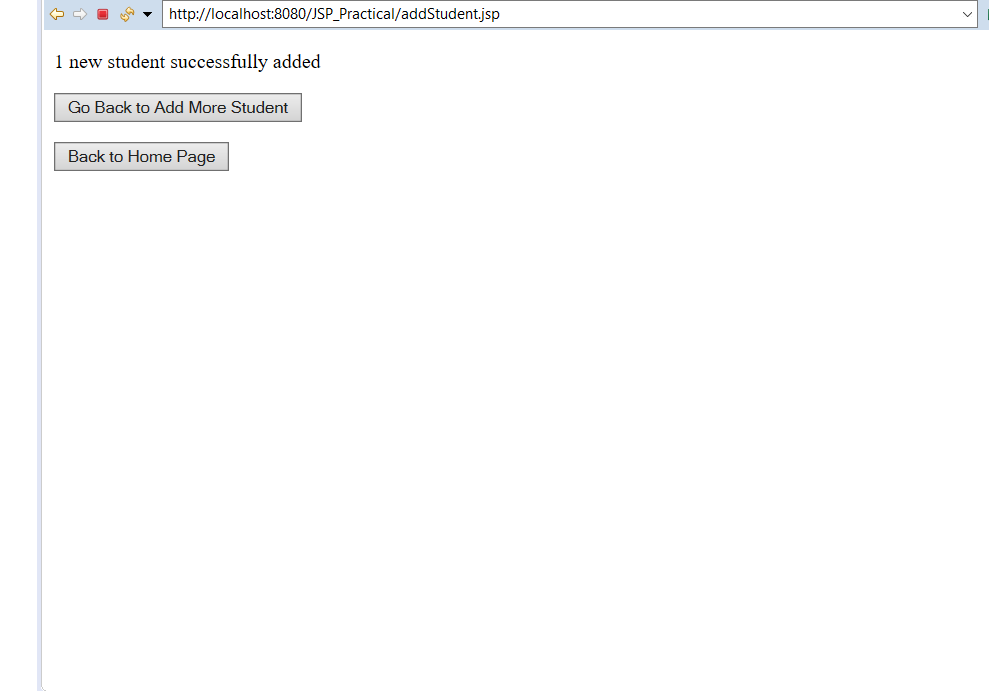 http://localhost:8080/JSP_Practical/addStudent.jsp
1 new student successfully added
Go Back to Add More Student
Back to Home Page